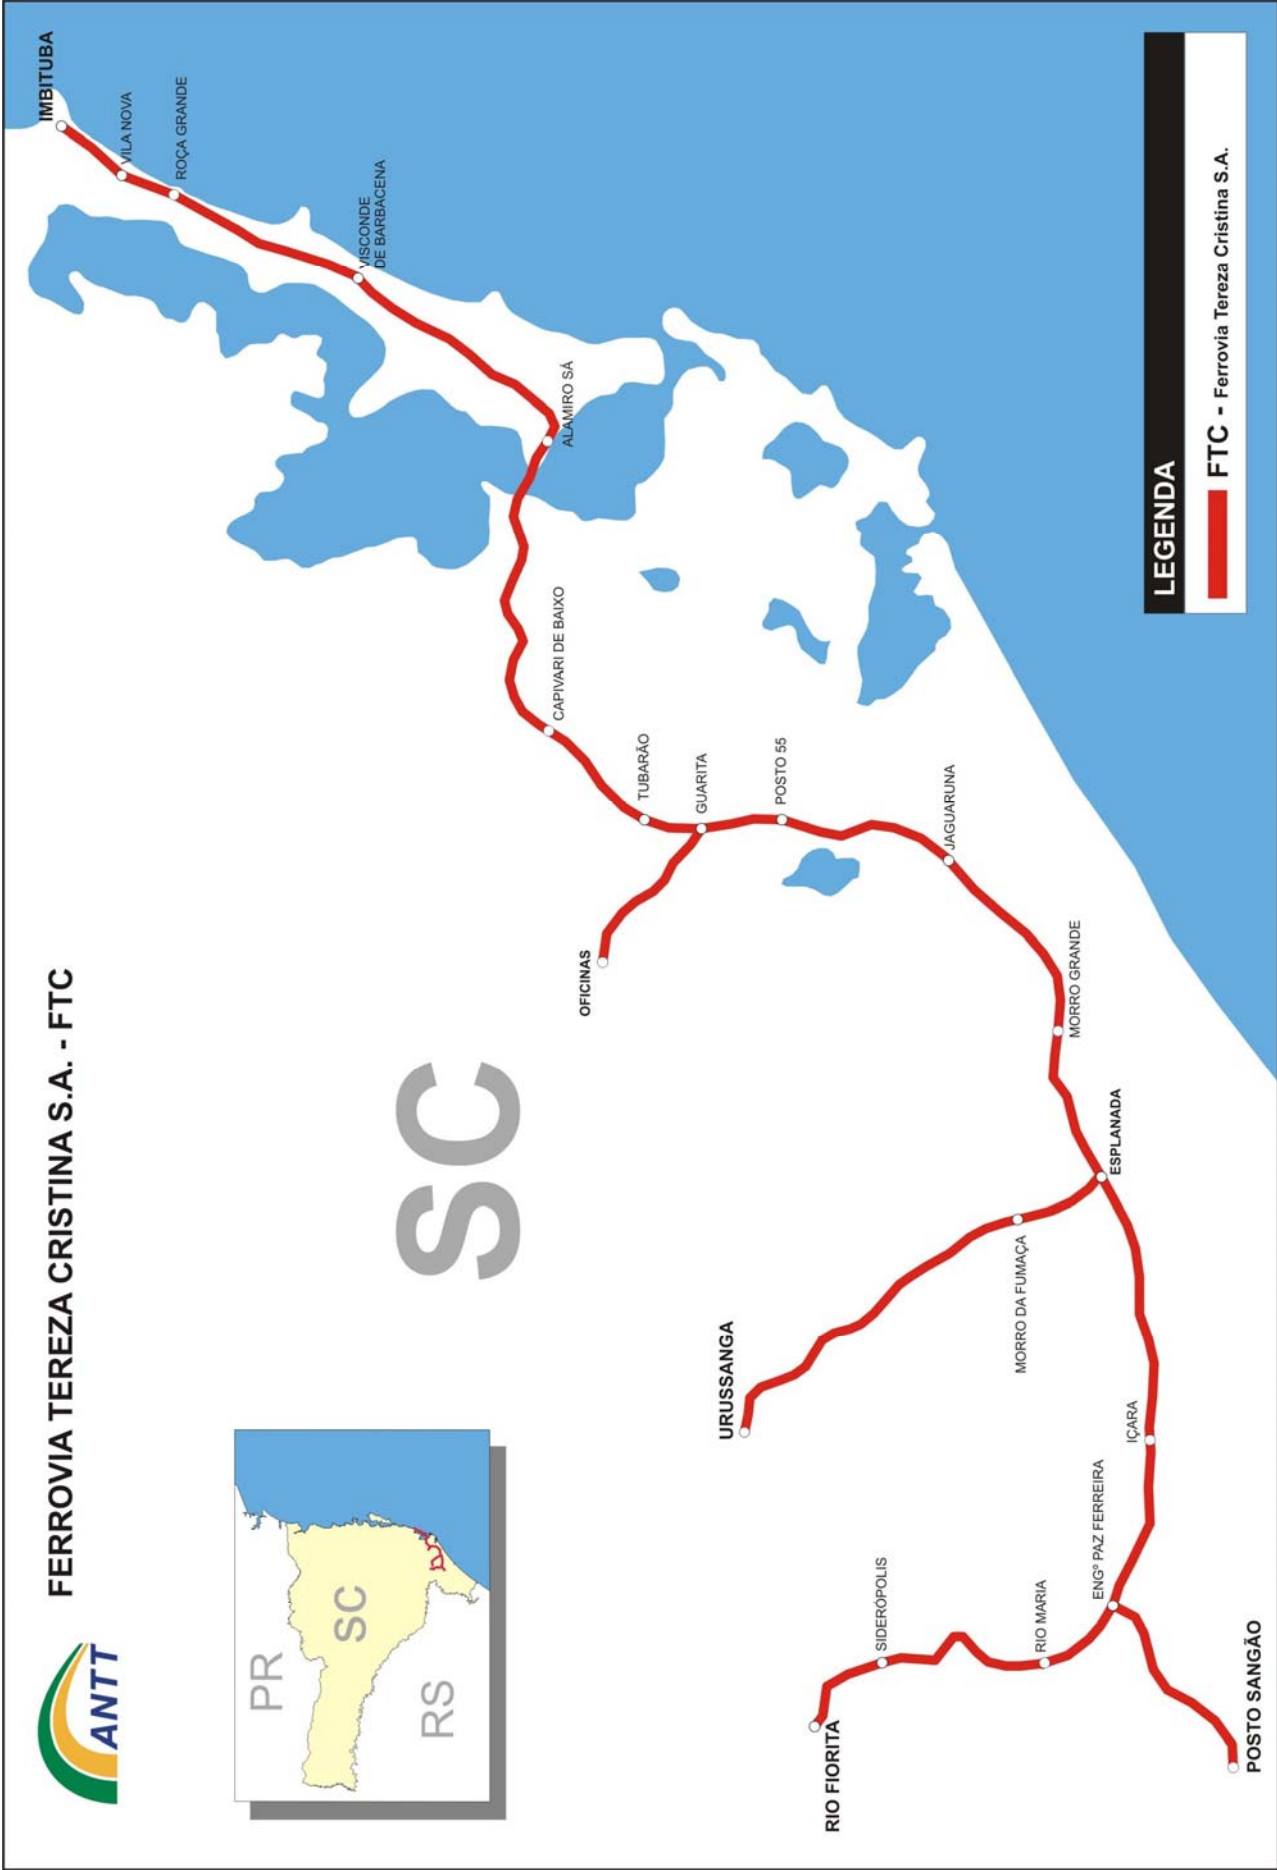 ANTT
FERROVIA TEREZA CRISTINA S.A. - FTC
PR
SC
RS
SC
IMBITUBA
VILA NOVA
ROÇA GRANDE
VISCONDE
DE BARBACENA
ALAMIRO SÁ
CAPIVARI DE BAIXO
TUBARÃO
GUARITA
POSTO 55
OFICINAS
JAGUARUNA
MORRO GRANDE
ESPLANADA
MORRO DA FUMAÇA
URUSSANGA
IÇARA
ENGº PAZ FERREIRA
RIO MARIA
SIDERÓPOLIS
RIO FIORITA
POSTO SANGÃO
LEGENDA
FTC - Ferrovia Tereza Cristina S.A.